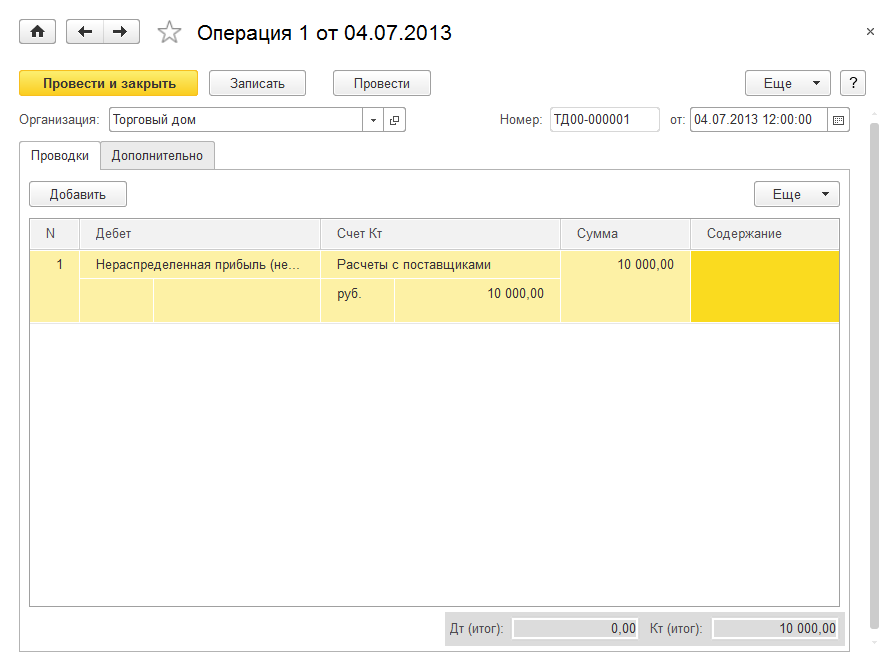 Операция 1 от 04.07.2013
Провести и закрыть Записать Провести Еще ?
Организация: Торговый дом Номер: ТД00-000001 от: 04.07.2013 12:00:00
Проводки Дополнительно
Добавить Еще
N Дебет Счет Кт Сумма Содержание
1 Нераспределенная прибыль (не... Расчеты с поставщиками 10 000,00
руб. 10 000,00
Дт (итог): 0,00 Кт (итог): 10 000,00